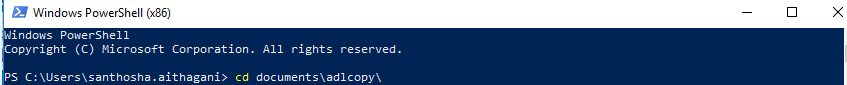 Windows PowerShell (x86)
Windows PowerShell
Copyright (C) Microsoft Corporation. All rights reserved.
PS C:\Users\santhosha.aithagani> cd documents\adlcopy\